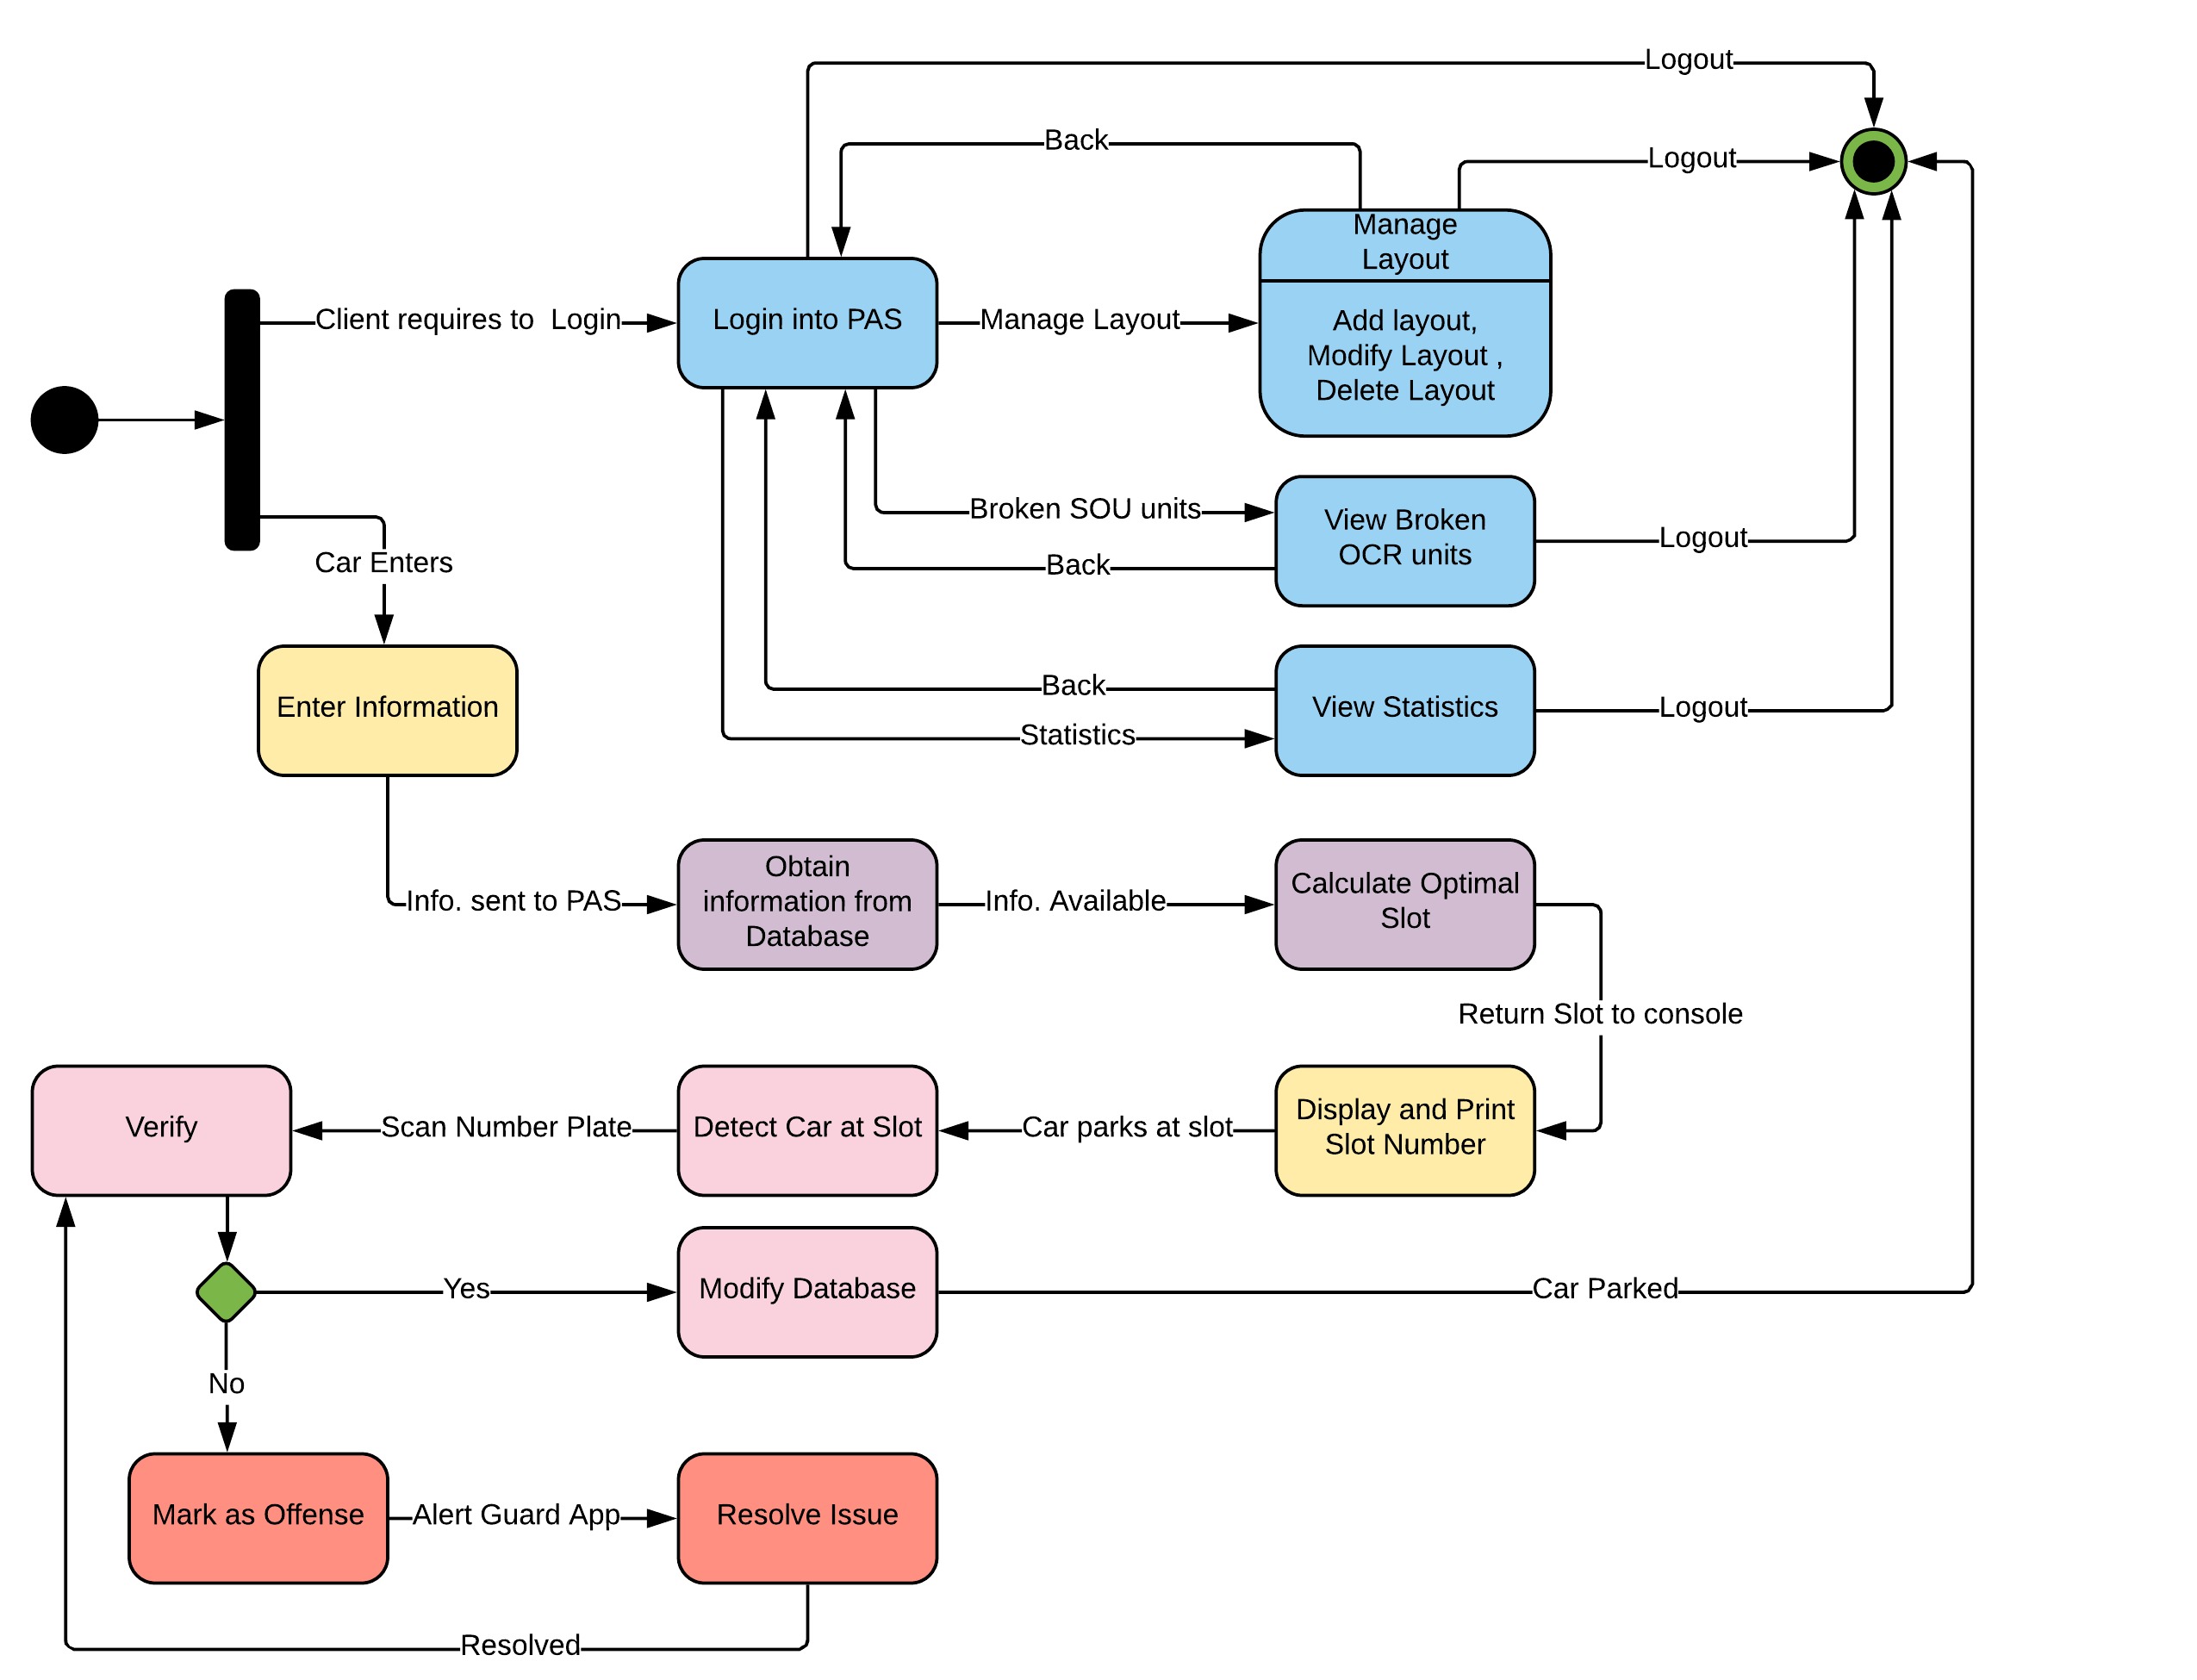 Logout
Back
Logout
Manage
Layout
Client requires to  Login
Login into PAS
Manage Layout
Add layout,
Modify Layout ,
Delete Layout
Broken SOU units
View Broken
OCR units
Logout
Car Enters
Back
Back
Enter Information
View Statistics
Logout
Statistics
Obtain
information from
Database
Info. sent to PAS
Info. Available
Calculate Optimal
Slot
Return Slot to console
Verify
Scan Number Plate
Detect Car at Slot
Car parks at slot
Display and Print
Slot Number
Yes
Modify Database
Car Parked
No
Mark as Offense
Alert Guard App
Resolve Issue
Resolved